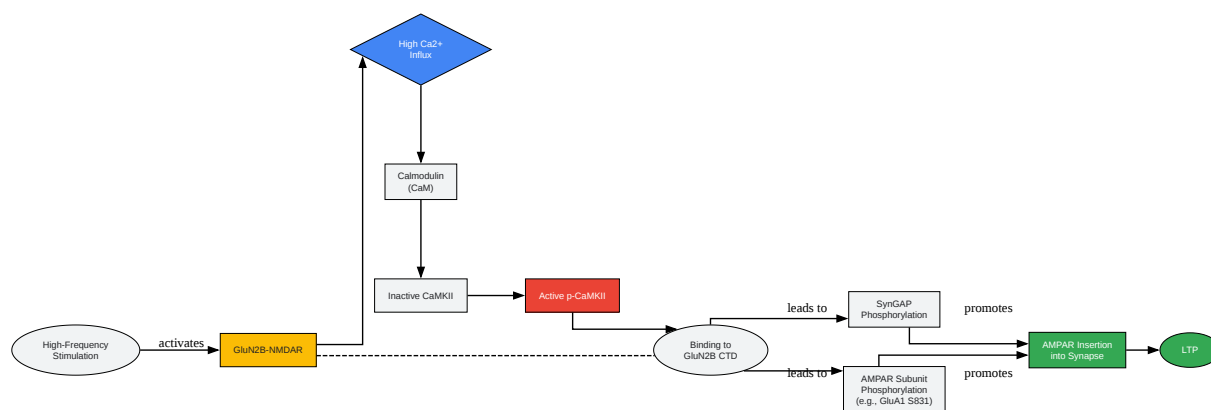 High Ca2+
Influx
Calmodulin
(CaM)
Inactive CaMKII
Active p-CaMKII
High-Frequency
Stimulation
activates
GluN2B-NMDAR
Binding to
GluN2B CTD
leads to
SynGAP
Phosphorylation
promotes
leads to
AMPAR Subunit
Phosphorylation
(e.g., GluA1 S831)
promotes
AMPAR Insertion
into Synapse
LTP